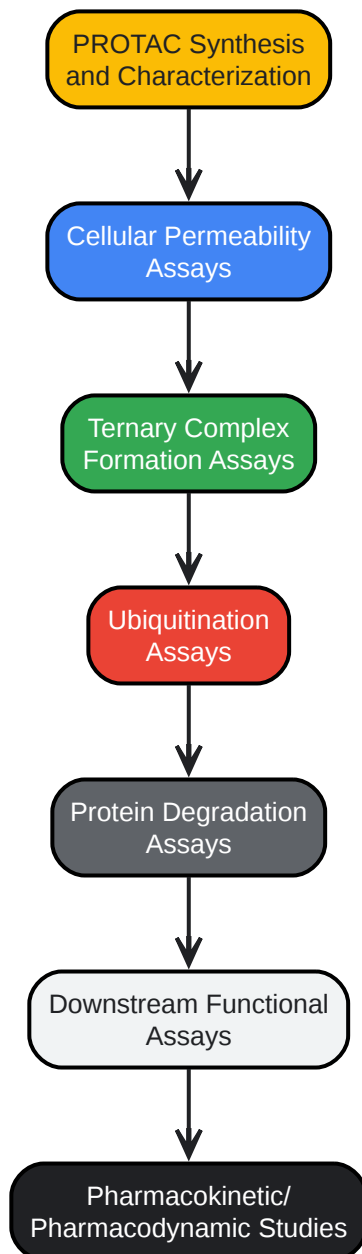 PROTAC Synthesis
and Characterization
Cellular Permeability
Assays
Ternary Complex
Formation Assays
Ubiquitination
Assays
Protein Degradation
Assays
Downstream Functional
Assays
Pharmacokinetic/
Pharmacodynamic Studies